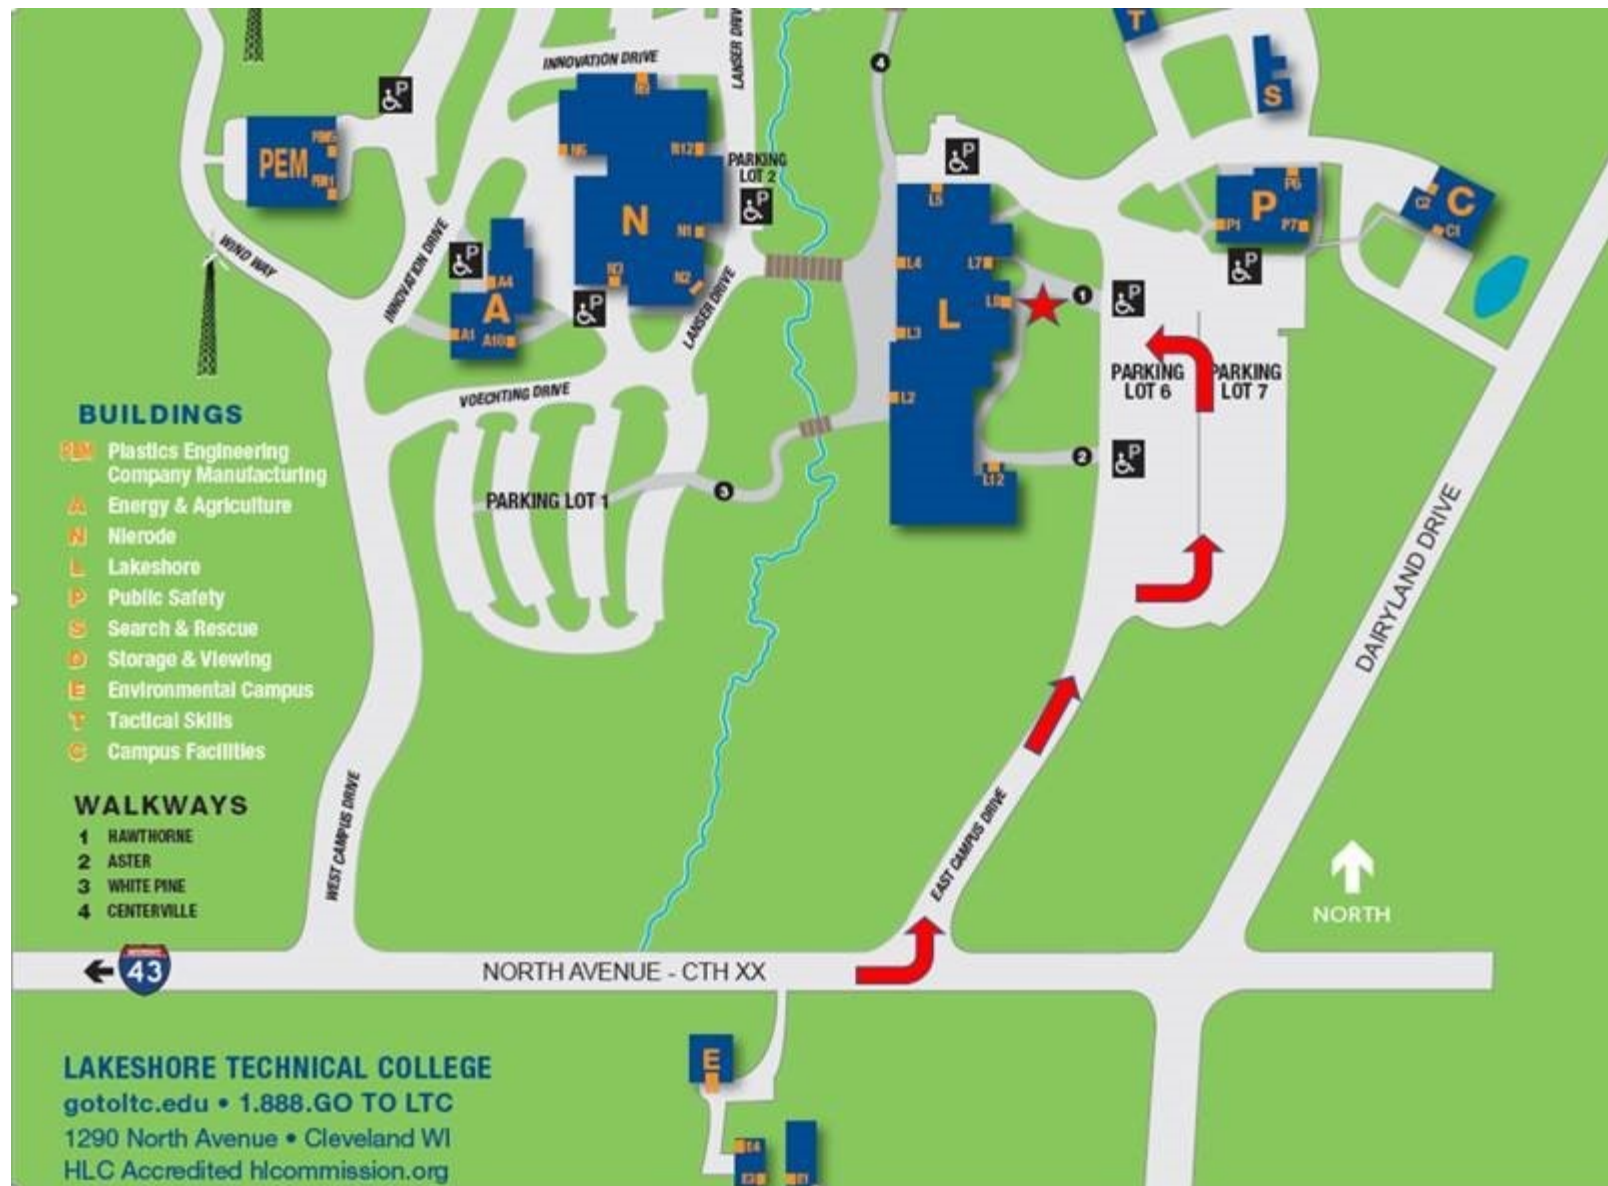 T
4
INNOVATION DRIVE
LANSER DRIVE
S
P
PEM
PEM1
N6
N12
N
N1
N2
N3
PARKING
LOT 2
P
L5
L4
L7
L8
L3
L2
L12
L
P
P6
P1
P7
P
C
C2
C1
WIND WAY
INNOVATION DRIVE
P
A4
A
A1
A10
P
LANSER DRIVE
1
P
P
PARKING
LOT 6
PARKING
LOT 7
VOECHTING DRIVE
2
P
3
PARKING LOT 1
BUILDINGS
PEM Plastics Engineering
Company Manufacturing
A Energy & Agriculture
N Nierode
L Lakeshore
P Public Safety
S Search & Rescue
D Storage & Viewing
E Environmental Campus
T Tactical Skills
C Campus Facilities
WALKWAYS
1 HAWTHORNE
2 ASTER
3 WHITE PINE
4 CENTERVILLE
WEST CAMPUS DRIVE
EAST CAMPUS DRIVE
DAIRYLAND DRIVE
NORTH
43
NORTH AVENUE - CTH XX
E
E4
E3
E1
LAKESHORE TECHNICAL COLLEGE
gotoltc.edu • 1.888.GO TO LTC
1290 North Avenue • Cleveland WI
HLC Accredited hlcommission.org